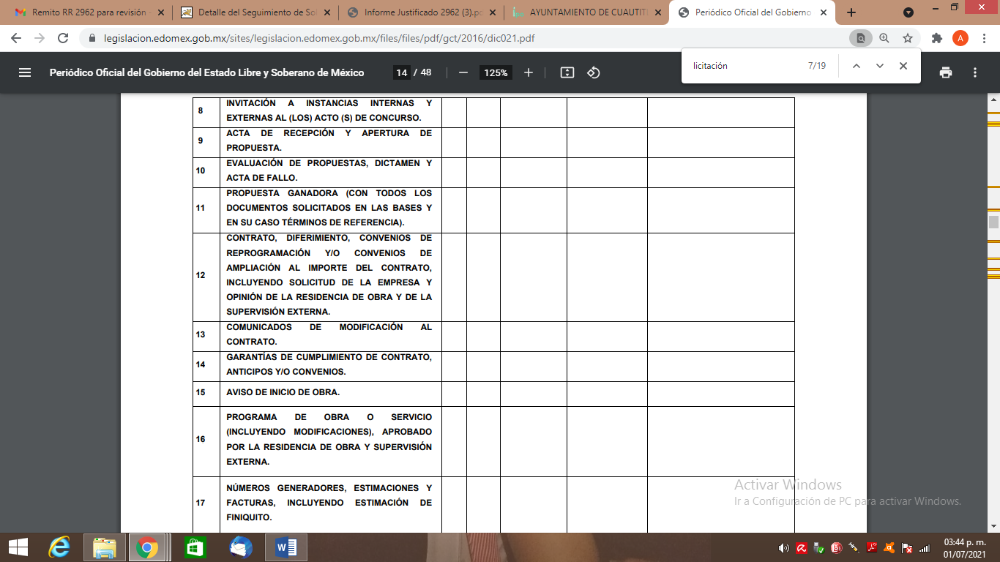 Remito RR 2962 para revisión
Detalle del Seguimiento de So
Informe Justificado 2962 (3).p
AYUNTAMIENTO DE CUAUTIT
Periódico Oficial del Gobierno
legislacion.edomex.gob.mx/sites/legislacion.edomex.gob.mx/files/files/pdf/gct/2016/dic021.pdf
A
Periódico Oficial del Gobierno del Estado Libre y Soberano de México
14 / 48
125%
licitación
7/19
8 INVITACIÓN A INSTANCIAS INTERNAS Y
EXTERNAS AL (LOS) ACTO (S) DE CONCURSO.
9 ACTA DE RECEPCIÓN Y APERTURA DE
PROPUESTA.
10 EVALUACIÓN DE PROPUESTAS, DICTAMEN Y
ACTA DE FALLO.
11 PROPUESTA GANADORA (CON TODOS LOS
DOCUMENTOS SOLICITADOS EN LAS BASES Y
EN SU CASO TÉRMINOS DE REFERENCIA).
12 CONTRATO, DIFERIMIENTO, CONVENIOS DE
REPROGRAMACIÓN Y/O CONVENIOS DE
AMPLIACIÓN AL IMPORTE DEL CONTRATO,
INCLUYENDO SOLICITUD DE LA EMPRESA Y
OPINIÓN DE LA RESIDENCIA DE OBRA Y DE LA
SUPERVISIÓN EXTERNA.
13 COMUNICADOS DE MODIFICACIÓN AL
CONTRATO.
14 GARANTÍAS DE CUMPLIMIENTO DE CONTRATO,
ANTICIPOS Y/O CONVENIOS.
15 AVISO DE INICIO DE OBRA.
16 PROGRAMA DE OBRA O SERVICIO
(INCLUYENDO MODIFICACIONES), APROBADO
POR LA RESIDENCIA DE OBRA Y SUPERVISIÓN
EXTERNA.
17 NÚMEROS GENERADORES, ESTIMACIONES Y
FACTURAS, INCLUYENDO ESTIMACIÓN DE
FINIQUITO.
Activar Windows
Ir a Configuración de PC para activar Windows.
03:44 p. m.
01/07/2021